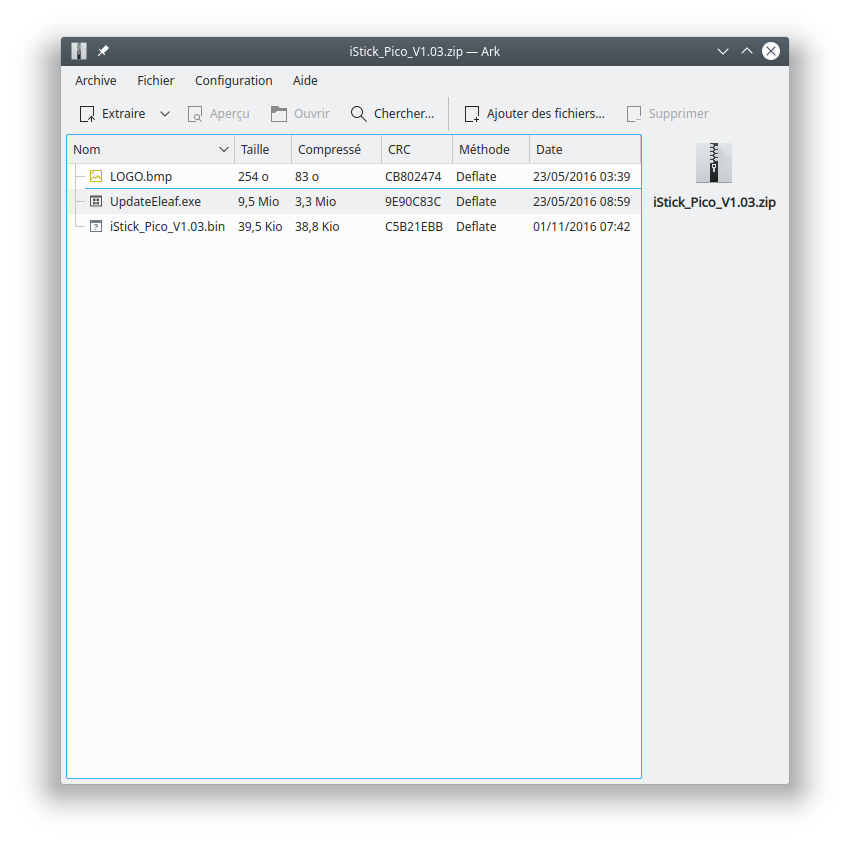 iStick_Pico_V1.03.zip — Ark
Archive Fichier Configuration Aide
Extraire Aperçu Ouvrir Chercher... Ajouter des fichiers... Supprimer
Nom Taille Compressé CRC Méthode Date
LOGO.bmp 254 o 83 o CB802474 Deflate 23/05/2016 03:39
UpdateEleaf.exe 9,5 Mio 3,3 Mio 9E90C83C Deflate 23/05/2016 08:59
iStick_Pico_V1.03.bin 39,5 Kio 38,8 Kio C5B21EBB Deflate 01/11/2016 07:42
iStick_Pico_V1.03.zip